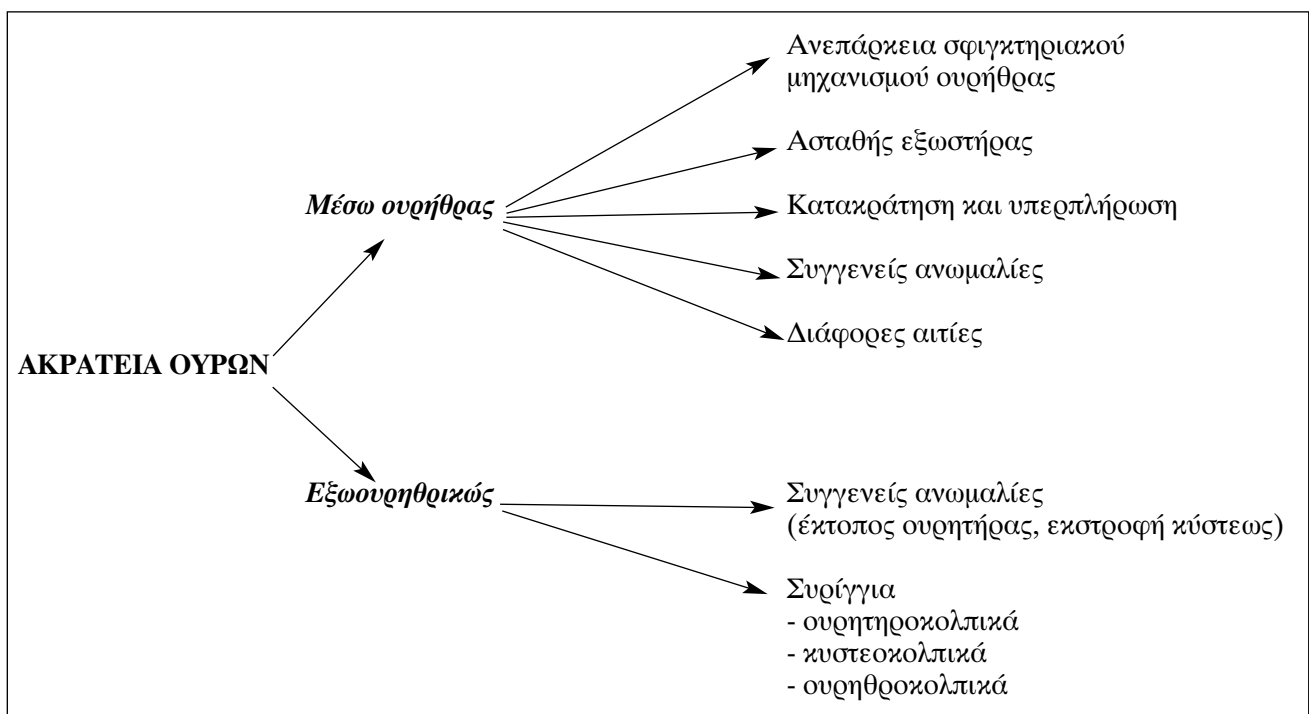 Ανεπάρκεια σφιγκτηριακού
μηχανισμού ουρήθρας
Ασταθής εξωστήρας
Μέσω ουρήθρας
Κατακράτηση και υπερπλήρωση
Συγγενείς ανωμαλίες
Διάφορες αιτίες
ΑΚΡΑΤΕΙΑ ΟΥΡΩΝ
Εξωουρηθρικώς
Συγγενείς ανωμαλίες
(έκτοπος ουρητήρας, εκστροφή κύστεως)
Συρίγγια
- ουρητηροκολπικά
- κυστεοκολπικά
- ουρηθροκολπικά